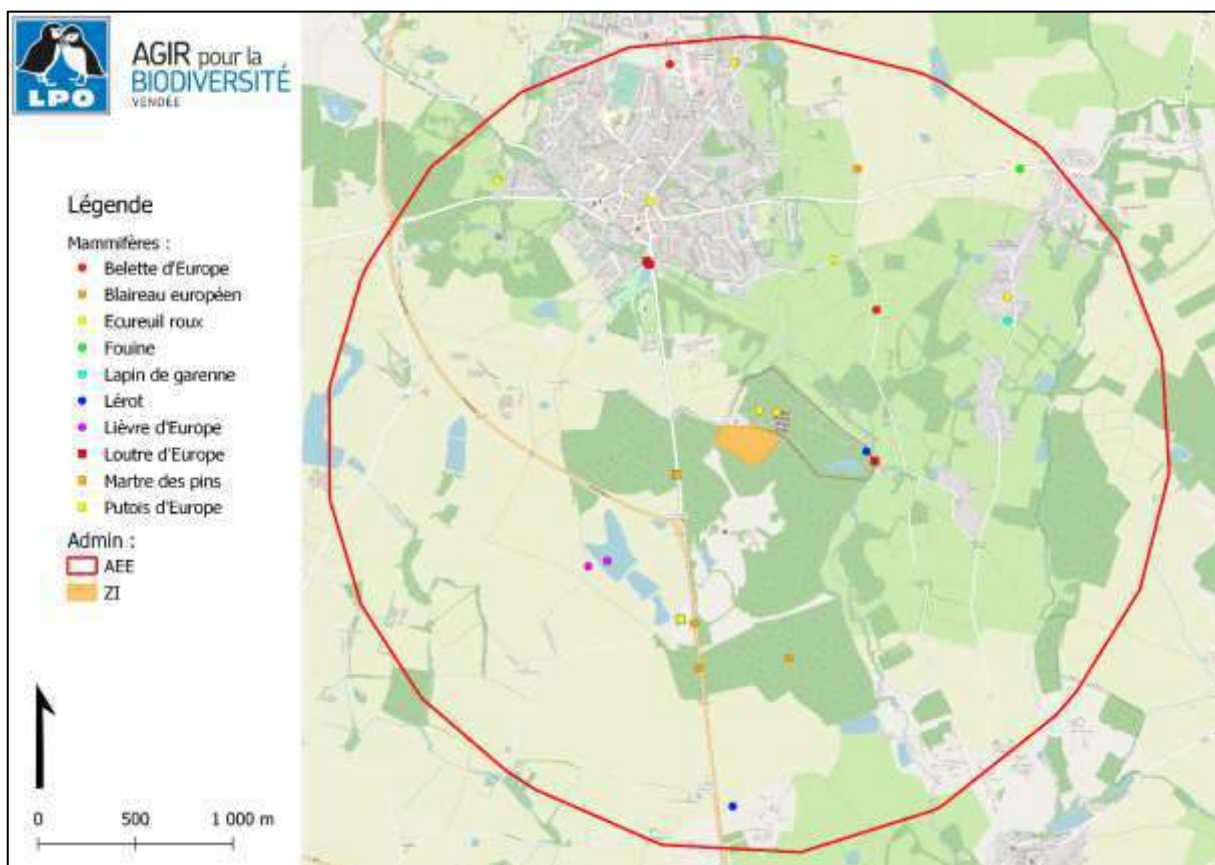 LPO
AGIR pour la
BIODIVERSITÉ
VENDÉE
Légende
Mammifères :
Belette d'Europe
Blaireau européen
Ecureuil roux
Fouine
Lapin de garenne
Lérot
Lièvre d'Europe
Loutre d'Europe
Martre des pins
Putois d'Europe
Admin :
AEE
ZI
0 500 1 000 m